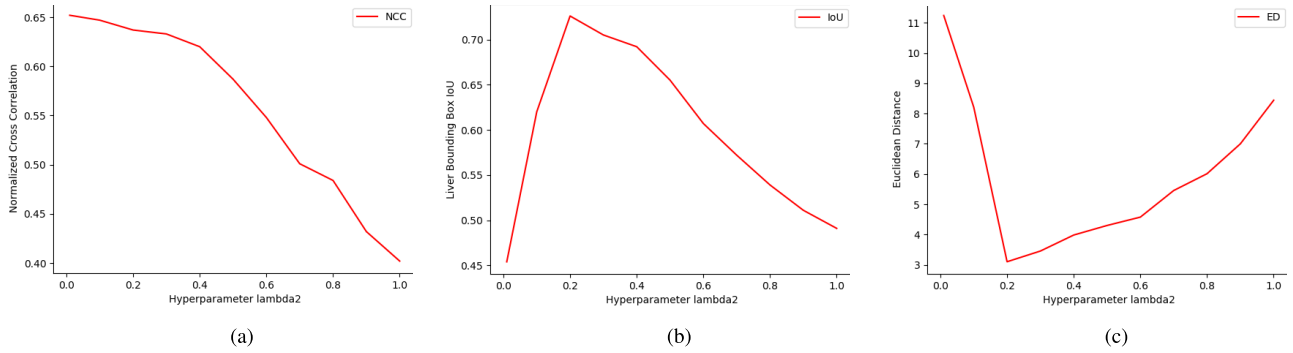 NCC
Normalized Cross Correlation
0.65
0.60
0.55
0.50
0.45
0.40
0.0 0.2 0.4 0.6 0.8 1.0
Hyperparameter lambda2
(a)
IoU
Liver Bounding Box IoU
0.70
0.65
0.60
0.55
0.50
0.45
0.0 0.2 0.4 0.6 0.8 1.0
Hyperparameter lambda2
(b)
ED
Euclidean Distance
11
10
9
8
7
6
5
4
3
0.0 0.2 0.4 0.6 0.8 1.0
Hyperparameter lambda2
(c)